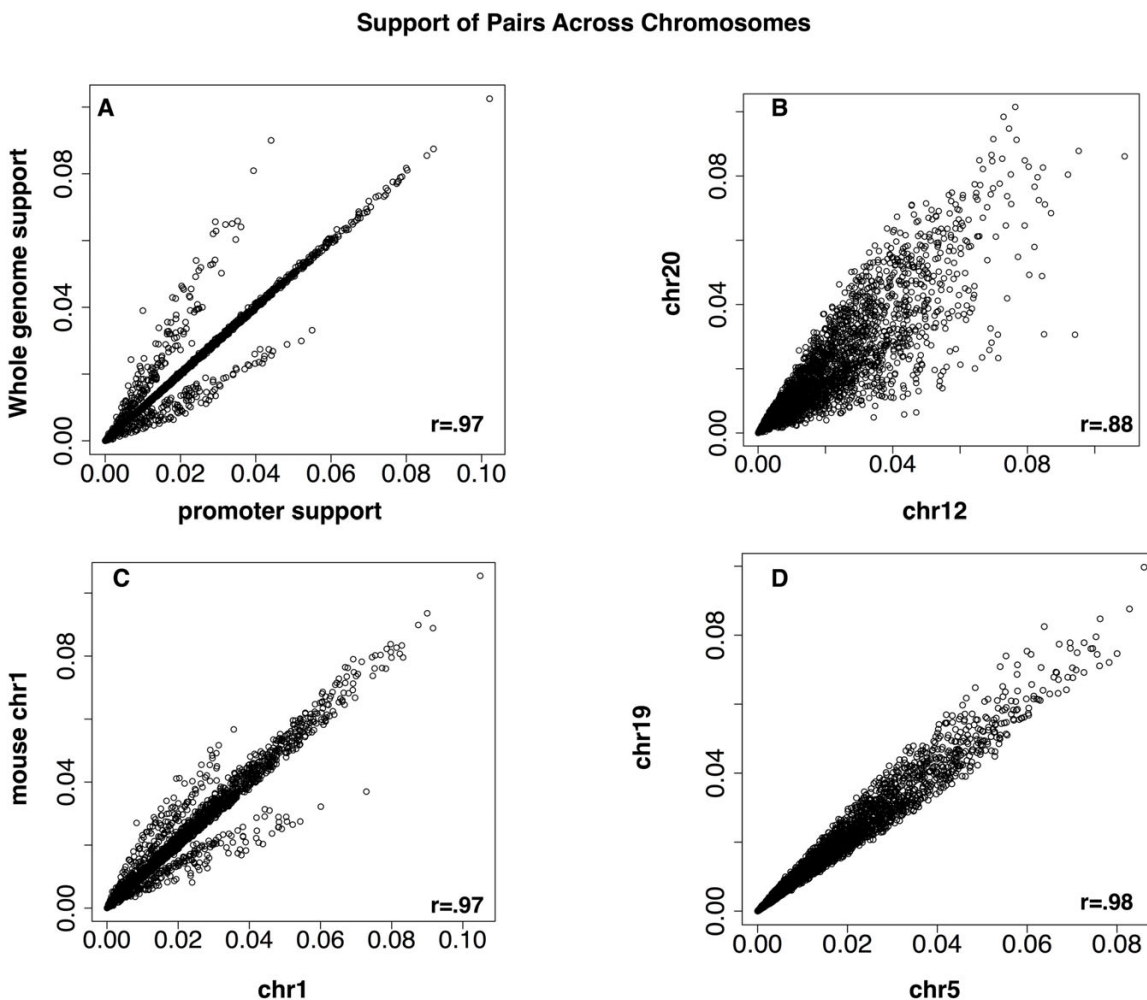 Support of Pairs Across Chromosomes
A
Whole genome support
0.00
0.04
0.08
r=.97
0.00 0.02 0.04 0.06 0.08 0.10
promoter support
B
chr20
0.00
0.04
0.08
r=.88
0.00 0.04 0.08
chr12
C
mouse chr1
0.00
0.04
0.08
r=.97
0.00 0.02 0.04 0.06 0.08 0.10
chr1
D
chr19
0.00
0.04
0.08
r=.98
0.00 0.02 0.04 0.06 0.08
chr5